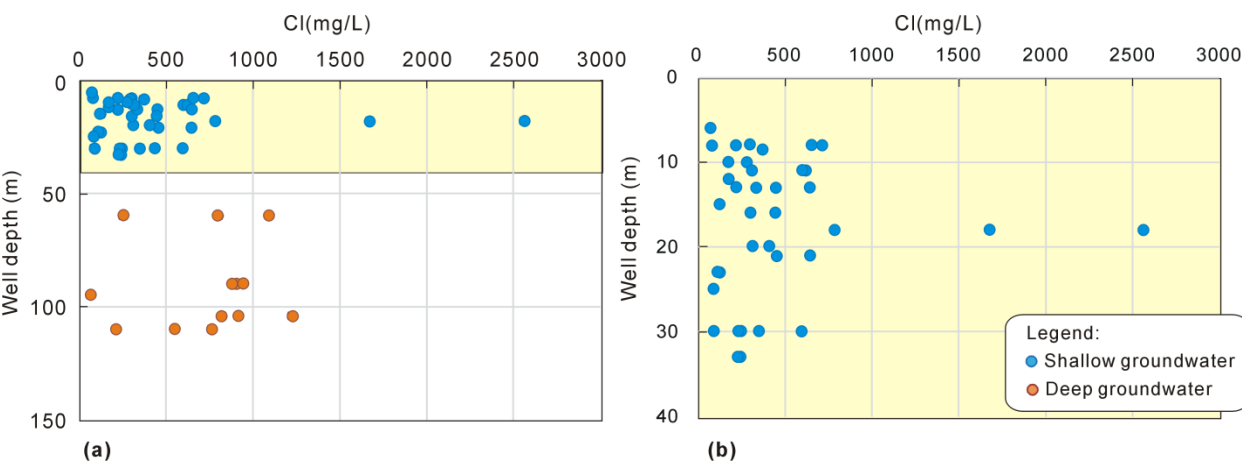 Cl(mg/L)
0 500 1000 1500 2000 2500 3000
0
50
100
150
Well depth (m)
(a)
Cl(mg/L)
0 500 1000 1500 2000 2500 3000
0
10
20
30
40
Well depth (m)
Legend:
Shallow groundwater
Deep groundwater
(b)